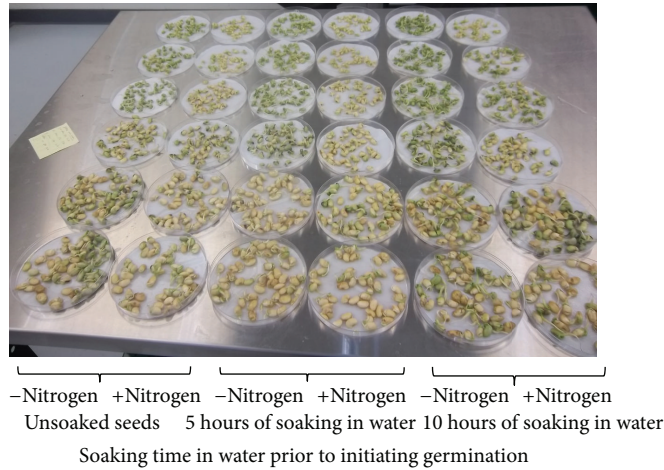 −Nitrogen +Nitrogen −Nitrogen +Nitrogen −Nitrogen +Nitrogen
Unsoaked seeds 5 hours of soaking in water 10 hours of soaking in water
Soaking time in water prior to initiating germination